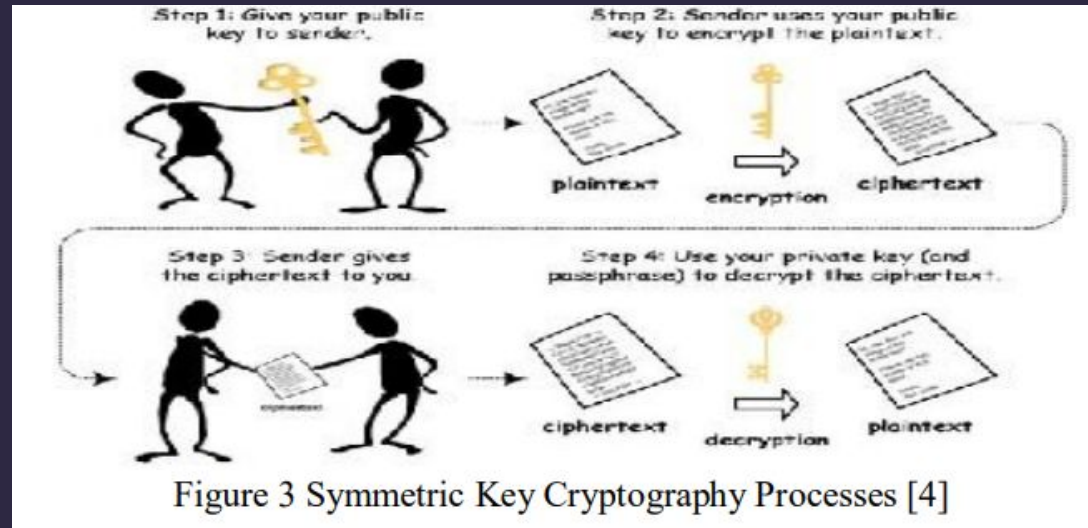 Step 1: Give your public
key to sender.
Step 2: Sender uses your public
key to encrypt the plaintext.
plaintext
encryption
ciphertext
Step 3: Sender gives
the ciphertext to you.
Step 4: Use your private key (and
passphrase) to decrypt the ciphertext.
ciphertext
ciphertext
decryption
plaintext
Figure 3 Symmetric Key Cryptography Processes [4]